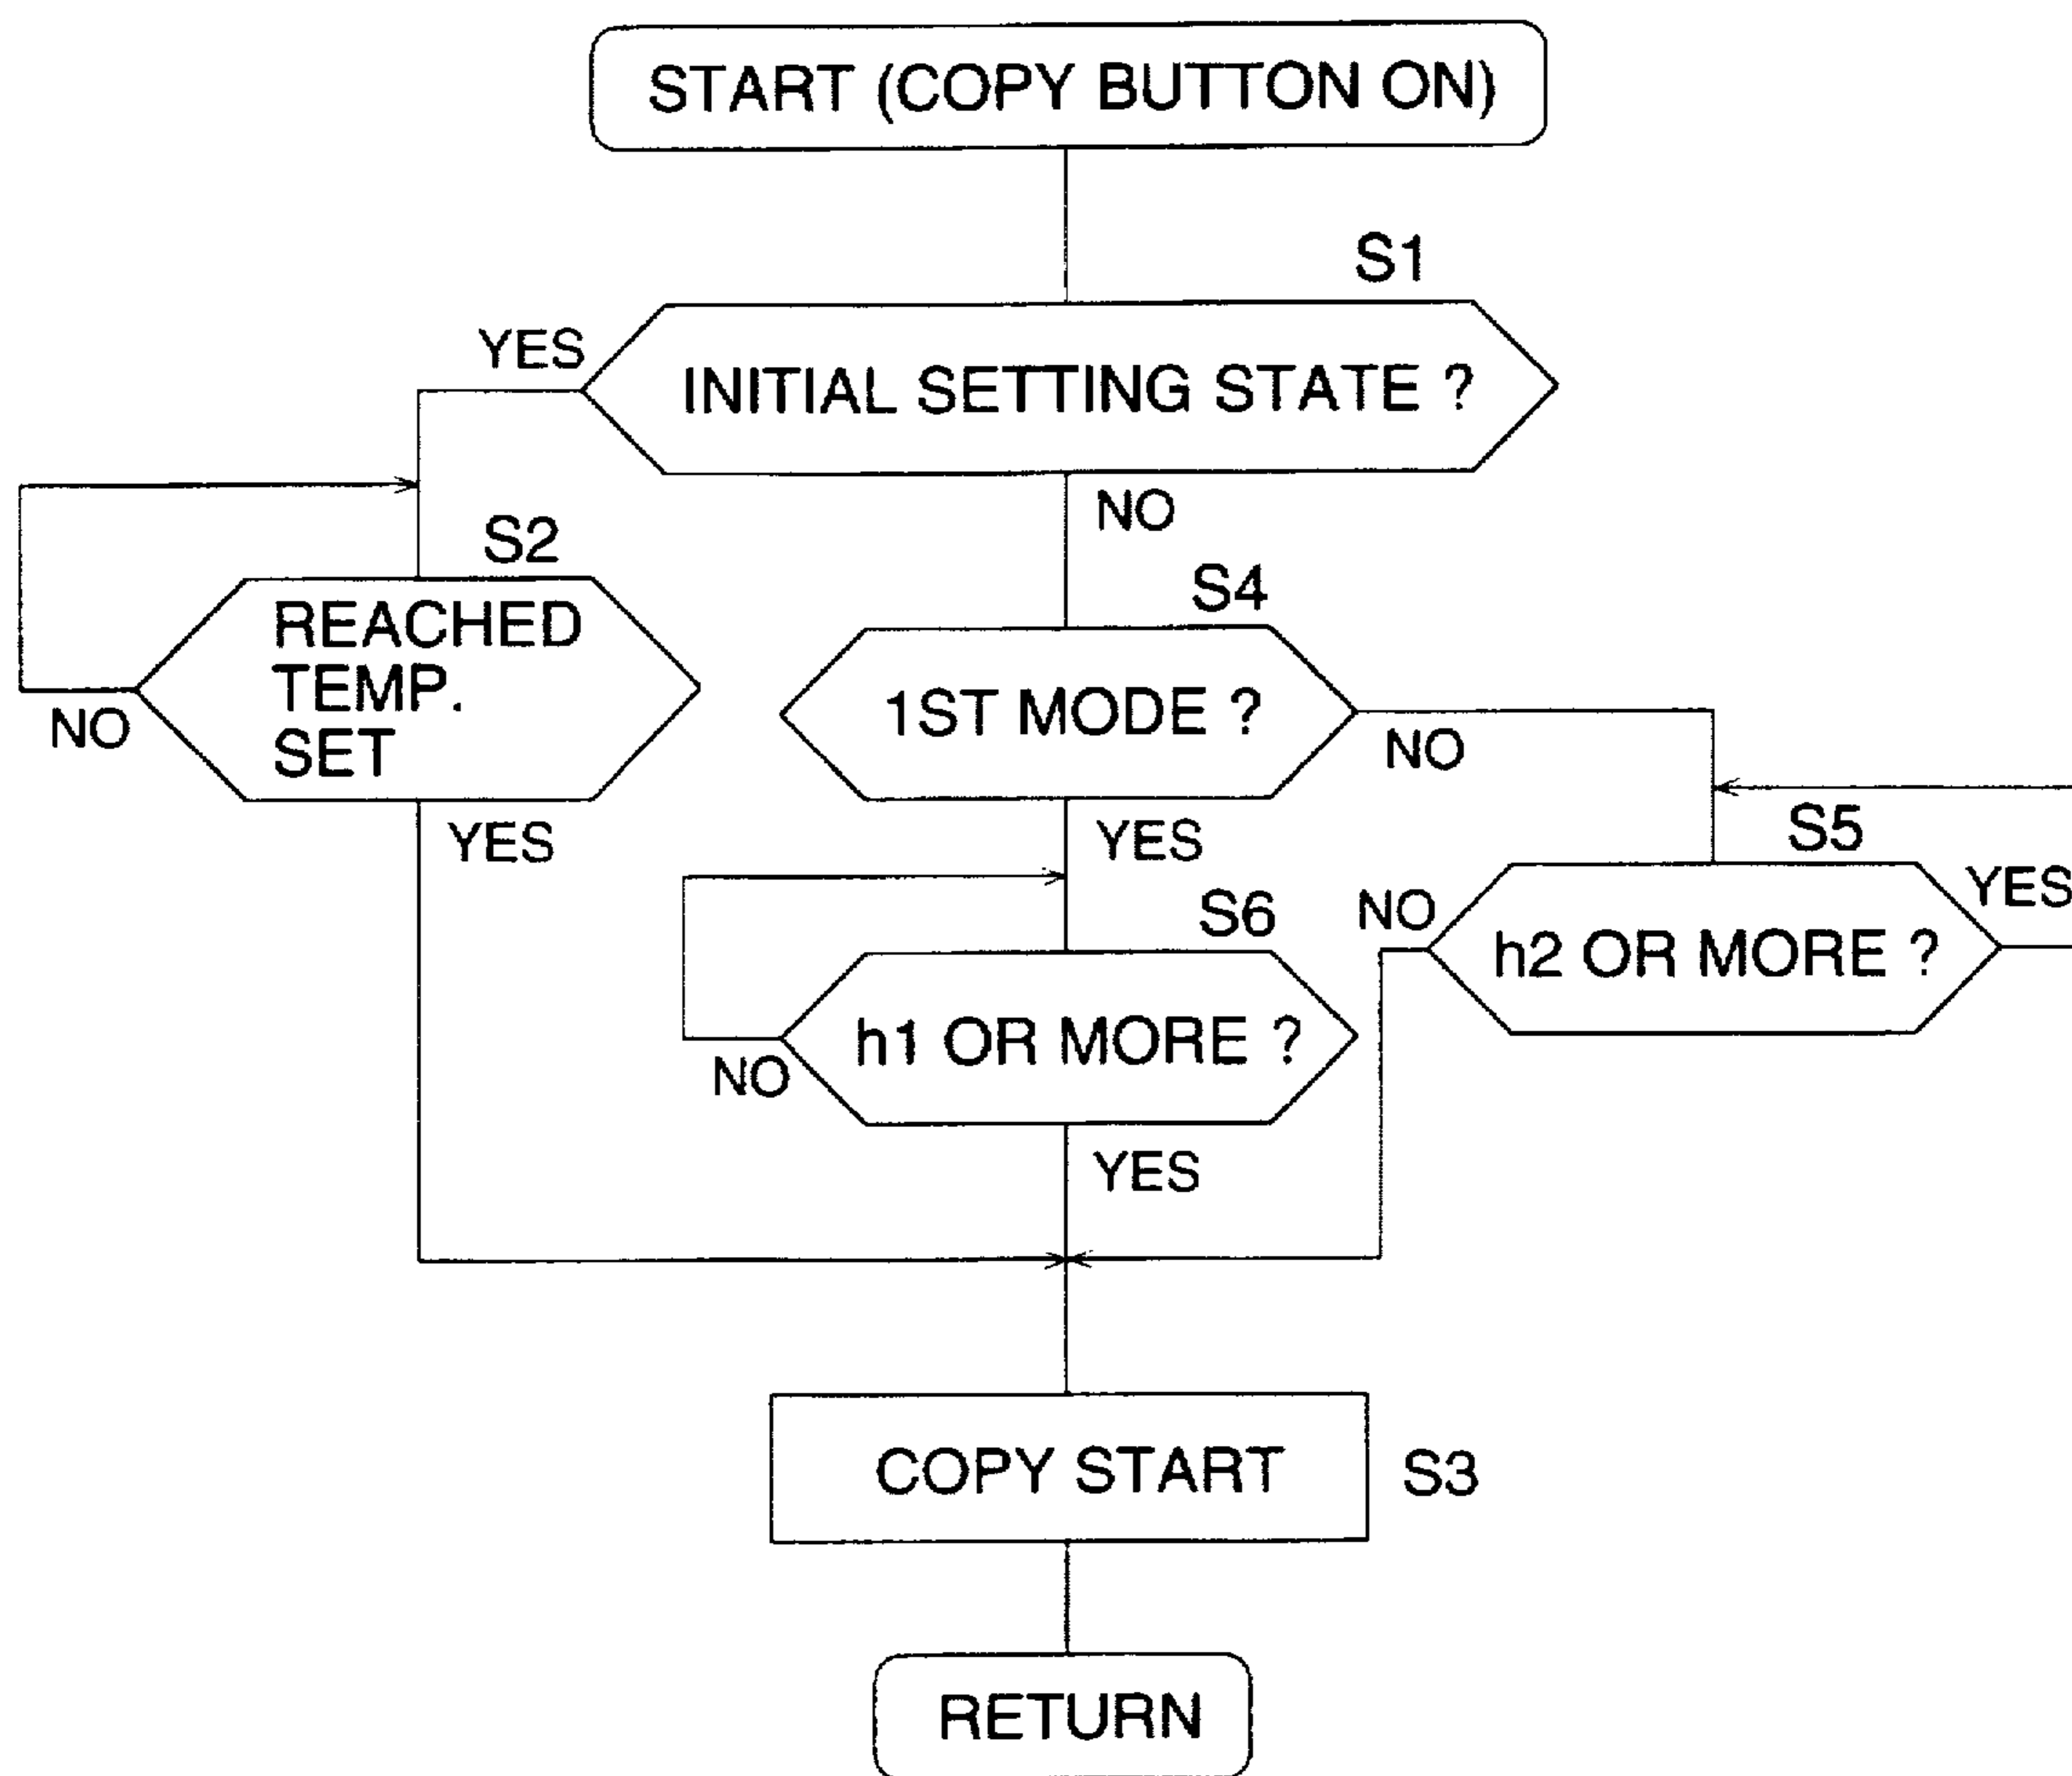 START (COPY BUTTON ON)
S1
YES
INITIAL SETTING STATE ?
NO
S2
REACHED
TEMP.
SET
NO
YES
S4
1ST MODE ?
NO
YES
S5
NO
YES
h2 OR MORE ?
S6
h1 OR MORE ?
NO
YES
COPY START
S3
RETURN